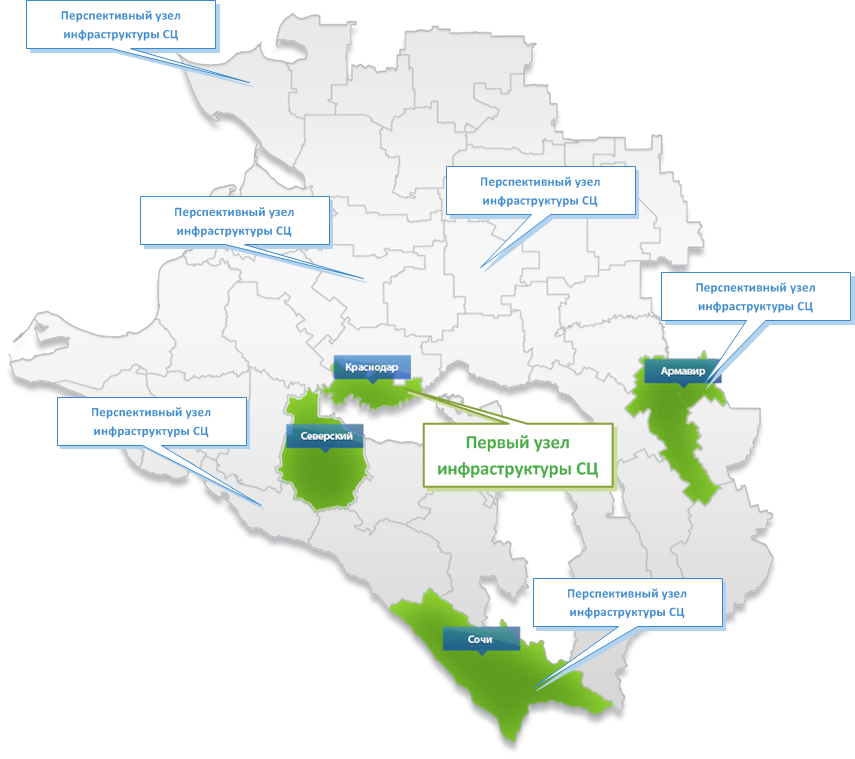 Перспективный узел
инфраструктуры СЦ
Перспективный узел
инфраструктуры СЦ
Перспективный узел
инфраструктуры СЦ
Перспективный узел
инфраструктуры СЦ
Краснодар
Армавир
Перспективный узел
инфраструктуры СЦ
Северский
Первый узел
инфраструктуры СЦ
Перспективный узел
инфраструктуры СЦ
Сочи